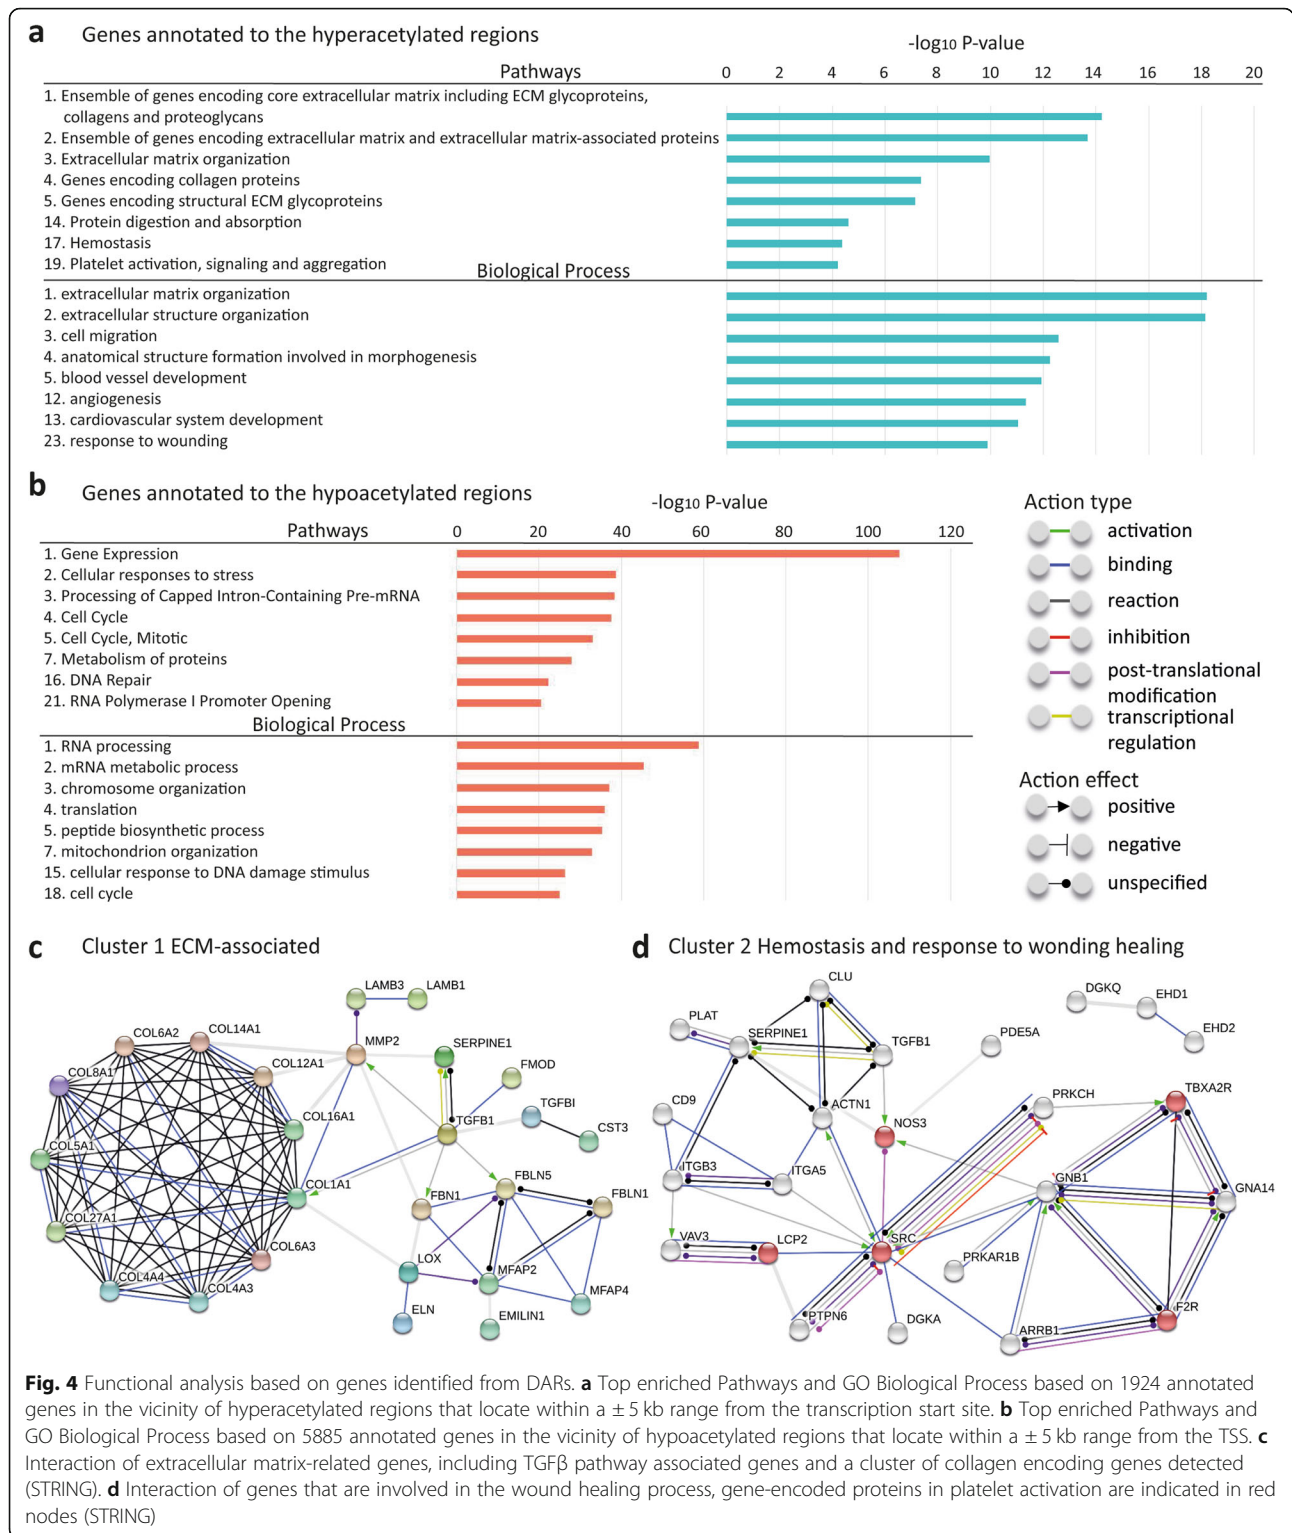 a Genes annotated to the hyperacetylated regions
-log10 P-value
Pathways 0 2 4 6 8 10 12 14 16 18 20
1. Ensemble of genes encoding core extracellular matrix including ECM glycoproteins,
collagens and proteoglycans
2. Ensemble of genes encoding extracellular matrix and extracellular matrix-associated proteins
3. Extracellular matrix organization
4. Genes encoding collagen proteins
5. Genes encoding structural ECM glycoproteins
14. Protein digestion and absorption
17. Hemostasis
19. Platelet activation, signaling and aggregation
Biological Process
1. extracellular matrix organization
2. extracellular structure organization
3. cell migration
4. anatomical structure formation involved in morphogenesis
5. blood vessel development
12. angiogenesis
13. cardiovascular system development
23. response to wounding
b Genes annotated to the hypoacetylated regions
-log10 P-value
Pathways 0 20 40 60 80 100 120
1. Gene Expression
2. Cellular responses to stress
3. Processing of Capped Intron-Containing Pre-mRNA
4. Cell Cycle
5. Cell Cycle, Mitotic
7. Metabolism of proteins
16. DNA Repair
21. RNA Polymerase I Promoter Opening
Biological Process
1. RNA processing
2. mRNA metabolic process
3. chromosome organization
4. translation
5. peptide biosynthetic process
7. mitochondrion organization
15. cellular response to DNA damage stimulus
18. cell cycle
Action type
activation
binding
reaction
inhibition
post-translational
modification
transcriptional
regulation
Action effect
positive
negative
unspecified
c Cluster 1 ECM-associated
LAMB3
LAMB1
COL6A2
COL14A1
MMP2
SERPINE1
COL8A1
COL12A1
FMOD
COL16A1
TGFB1
TGFBI
CST3
COL5A1
COL1A1
FBN1
FBLN5
FBLN1
COL27A1
COL6A3
LOX
MFAP2
MFAP4
COL4A4
COL4A3
ELN
EMILIN1
d Cluster 2 Hemostasis and response to wonding healing
CLU
DGKQ
EHD1
EHD2
PLAT
SERPINE1
TGFB1
PDE5A
CD9
ACTN1
NOS3
PRKCH
TBXA2R
ITGB3
ITGA5
GNB1
GNA14
VAV3
LCP2
SRC
PRKAR1B
PTPN6
DGKA
ARRB1
F2R
Fig. 4 Functional analysis based on genes identified from DARs. a Top enriched Pathways and GO Biological Process based on 1924 annotated
genes in the vicinity of hyperacetylated regions that locate within a ± 5 kb range from the transcription start site. b Top enriched Pathways and
GO Biological Process based on 5885 annotated genes in the vicinity of hypoacetylated regions that locate within a ± 5 kb range from the TSS. c
Interaction of extracellular matrix-related genes, including TGFβ pathway associated genes and a cluster of collagen encoding genes detected
(STRING). d Interaction of genes that are involved in the wound healing process, gene-encoded proteins in platelet activation are indicated in red
nodes (STRING)